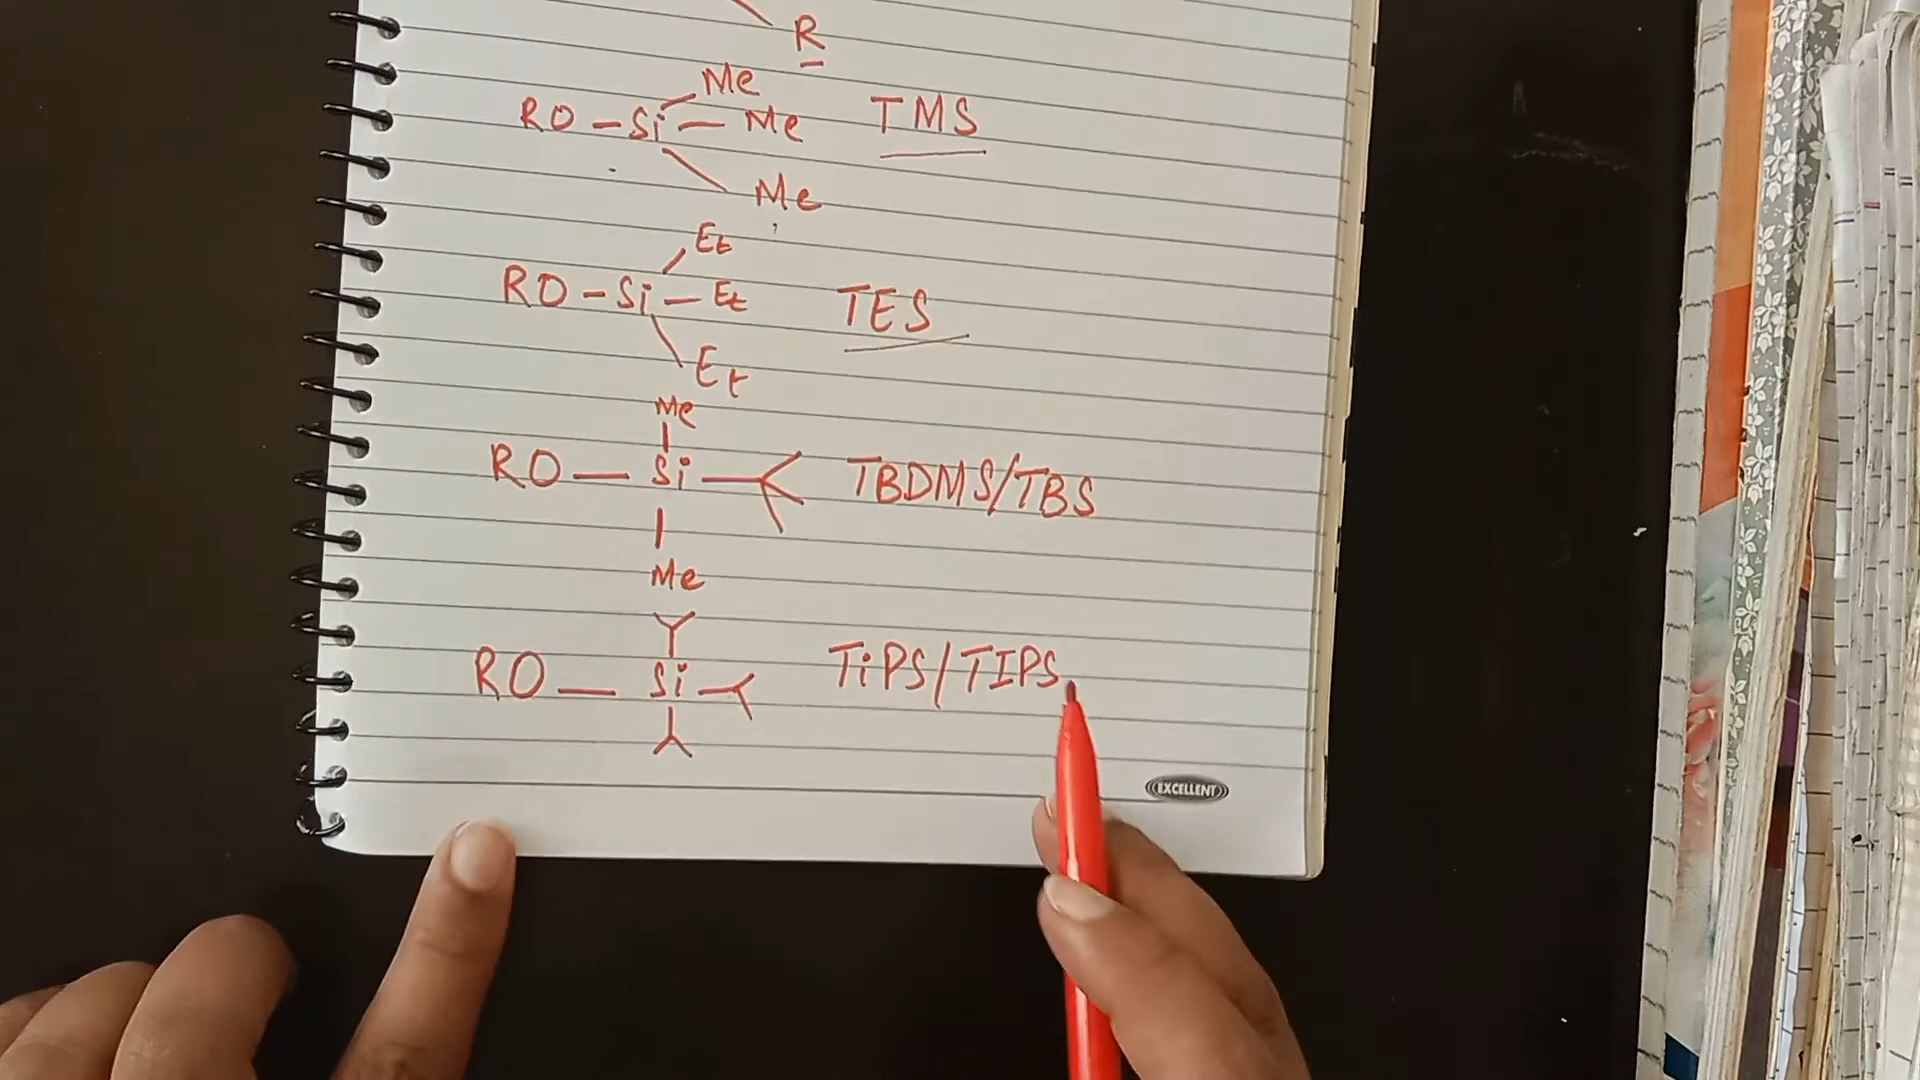 R
Me
RO-Si-Me TMS
Me
Et
RO-Si-Et TES
Et
Me
RO-Si TBDMS/TBS
Me
RO-Si TiPS/TIPS
EXCELLENT